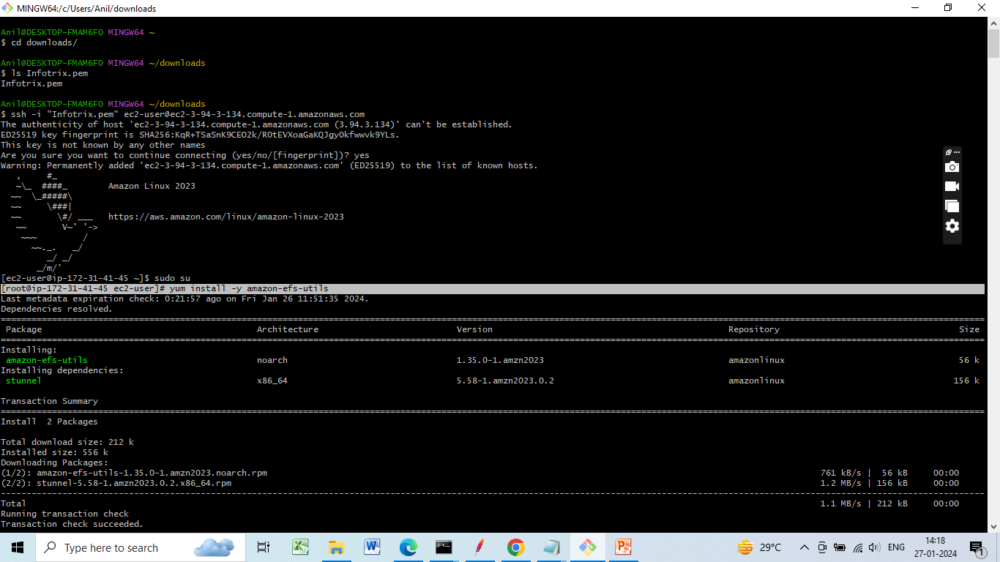 MINGW64:/c/Users/Anil/downloads
Anil@DESKTOP-FMAM6FO MINGW64 ~
$ cd downloads/
Anil@DESKTOP-FMAM6FO MINGW64 ~/downloads
$ ls Infotrix.pem
Infotrix.pem
Anil@DESKTOP-FMAM6FO MINGW64 ~/downloads
$ ssh -i "Infotrix.pem" ec2-user@ec2-3-94-3-134.compute-1.amazonaws.com
The authenticity of host 'ec2-3-94-3-134.compute-1.amazonaws.com (3.94.3.134)' can't be established.
ED25519 key fingerprint is SHA256:KqR+TSaSnK9CEO2k/ROtEVXoaGaKQJgyOkfwwvk9YLs.
This key is not known by any other names
Are you sure you want to continue connecting (yes/no/[fingerprint])? yes
Warning: Permanently added 'ec2-3-94-3-134.compute-1.amazonaws.com' (ED25519) to the list of known hosts.
   ,     #_
   ~\_  ####_        Amazon Linux 2023
  ~~  \_#####\
  ~~     \###|
  ~~       \#/ ___   https://aws.amazon.com/linux/amazon-linux-2023
   ~~       V~' '->
    ~~~         /
      ~~._.   _/
         _/ _/
       _/m/'
[ec2-user@ip-172-31-41-45 ~]$ sudo su
[root@ip-172-31-41-45 ec2-user]# yum install -y amazon-efs-utils
Last metadata expiration check: 0:21:57 ago on Fri Jan 26 11:51:35 2024.
Dependencies resolved.
Package Architecture Version Repository Size
Installing:
amazon-efs-utils noarch 1.35.0-1.amzn2023 amazonlinux 56 k
Installing dependencies:
stunnel x86_64 5.58-1.amzn2023.0.2 amazonlinux 156 k
Transaction Summary
Install  2 Packages
Total download size: 212 k
Installed size: 556 k
Downloading Packages:
(1/2): amazon-efs-utils-1.35.0-1.amzn2023.noarch.rpm 761 kB/s |  56 kB 00:00
(2/2): stunnel-5.58-1.amzn2023.0.2.x86_64.rpm 1.2 MB/s | 156 kB 00:00
Total 1.1 MB/s | 212 kB 00:00
Running transaction check
Transaction check succeeded.
Type here to search
29°C
ENG
14:18
27-01-2024
1